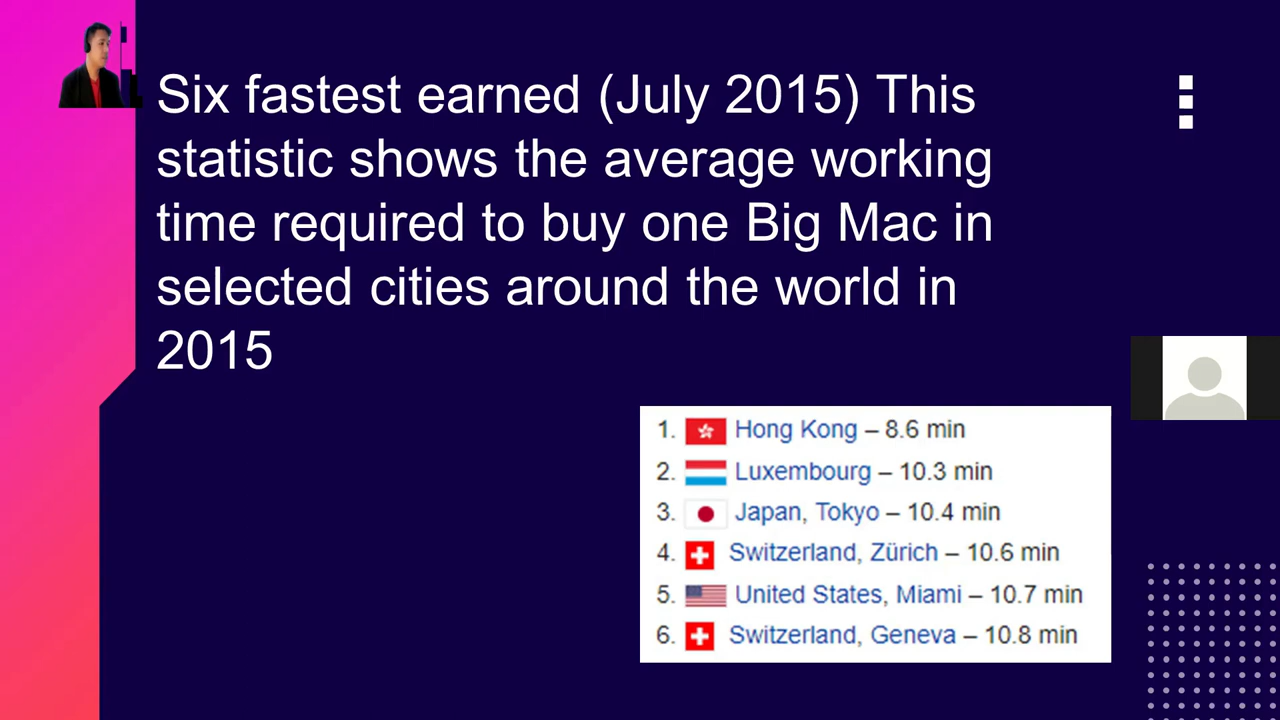 Six fastest earned (July 2015) This
statistic shows the average working
time required to buy one Big Mac in
selected cities around the world in
2015
1. Hong Kong – 8.6 min
2. Luxembourg – 10.3 min
3. Japan, Tokyo – 10.4 min
4. Switzerland, Zürich – 10.6 min
5. United States, Miami – 10.7 min
6. Switzerland, Geneva – 10.8 min